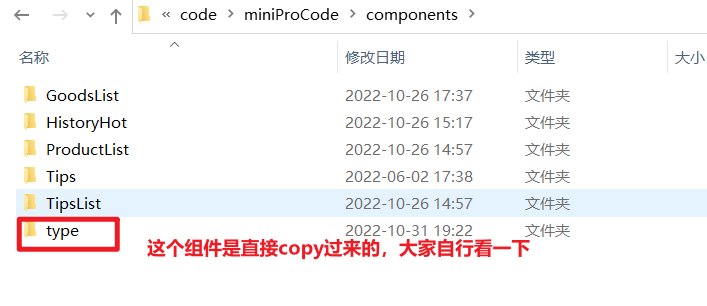 « code › miniProCode › components ›
名称 修改日期 类型 大小
GoodsList 2022-10-26 17:37 文件夹
HistoryHot 2022-10-26 15:17 文件夹
ProductList 2022-10-26 14:57 文件夹
Tips 2022-06-02 17:38 文件夹
TipsList 2022-10-26 14:57 文件夹
type 2022-10-31 19:22 文件夹
这个组件是直接copy过来的，大家自行看一下